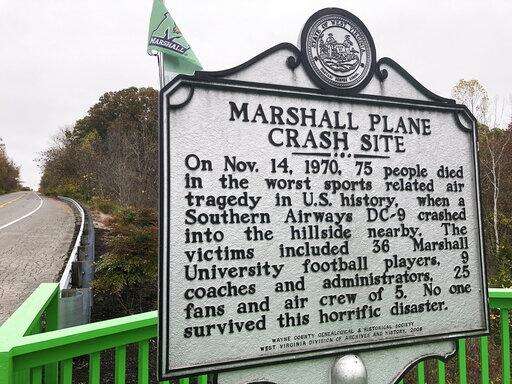 MARSHALL
MARSHALL PLANE
CRASH SITE
On Nov. 14, 1970, 75 people died
in the worst sports related air
tragedy in U.S. history, when a
Southern Airways DC-9 crashed
into the hillside nearby. The
victims included 36 Marshall
University football players, 9
coaches and administrators, 25
fans and air crew of 5. No one
survived this horrific disaster.
WAYNE COUNTY GENEALOGICAL & HISTORICAL SOCIETY
WEST VIRGINIA DIVISION OF ARCHIVES AND HISTORY, 2008